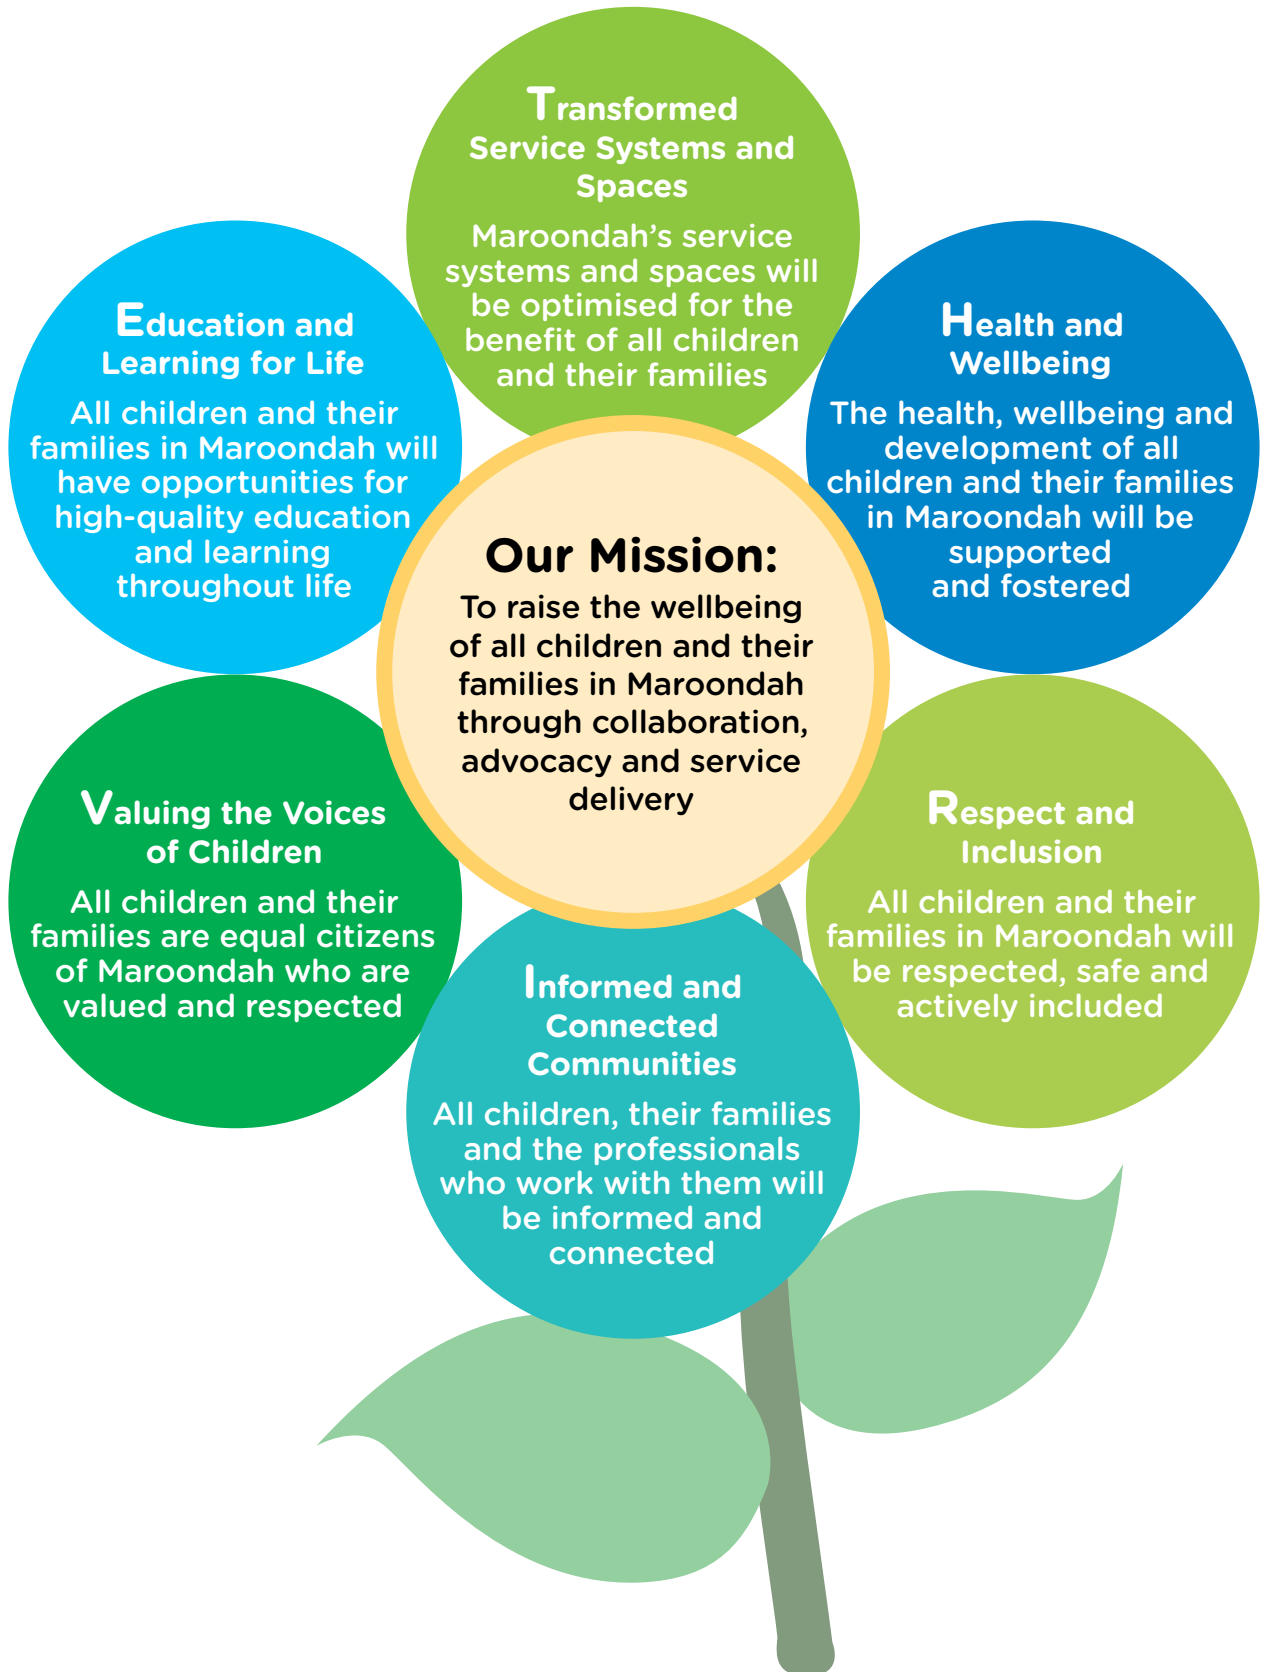 Transformed
Service Systems and
Spaces
Maroondah's service
systems and spaces will
be optimised for the
benefit of all children
and their families
Health and
Wellbeing
The health, wellbeing and
development of all
children and their families
in Maroondah will be
supported
and fostered
Respect and
Inclusion
All children and their
families in Maroondah will
be respected, safe and
actively included
Informed and
Connected
Communities
All children, their families
and the professionals
who work with them will
be informed and
connected
Valuing the Voices
of Children
All children and their
families are equal citizens
of Maroondah who are
valued and respected
Education and
Learning for Life
All children and their
families in Maroondah will
have opportunities for
high-quality education
and learning
throughout life
Our Mission:
To raise the wellbeing
of all children and their
families in Maroondah
through collaboration,
advocacy and service
delivery